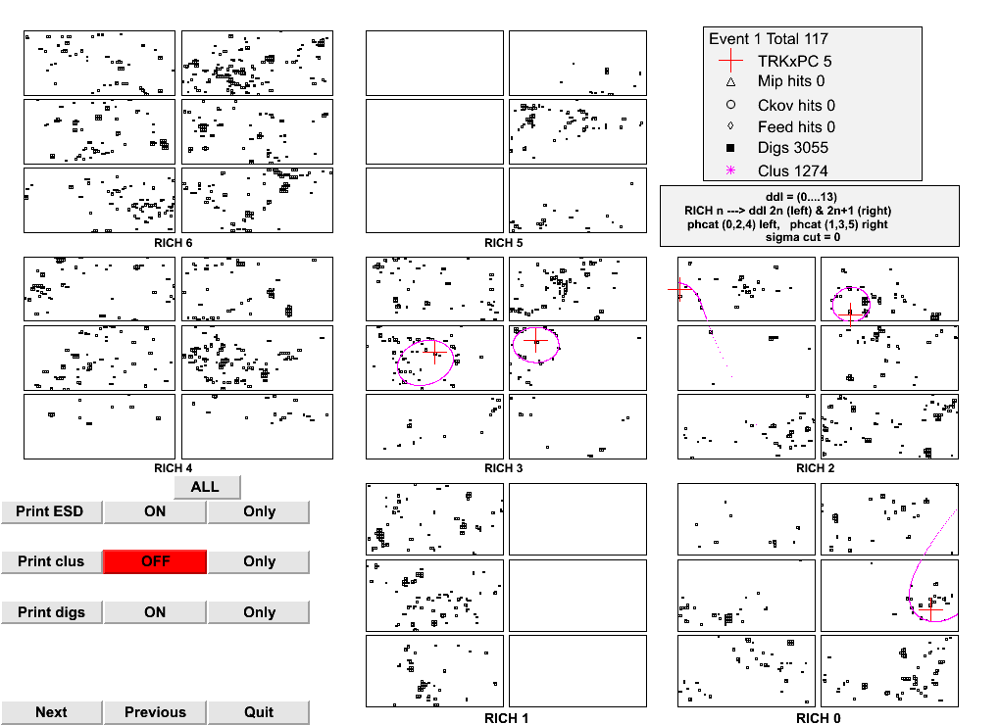 Event 1 Total 117
TRKxPC 5
Mip hits 0
Ckov hits 0
Feed hits 0
Digs 3055
Clus 1274
ddl = (0....13)
RICH n ---> ddl 2n (left) & 2n+1 (right)
phcat (0,2,4) left, phcat (1,3,5) right
sigma cut = 0
RICH 6
RICH 5
RICH 4
RICH 3
RICH 2
ALL
Print ESD ON Only
Print clus OFF Only
Print digs ON Only
Next Previous Quit
RICH 1
RICH 0